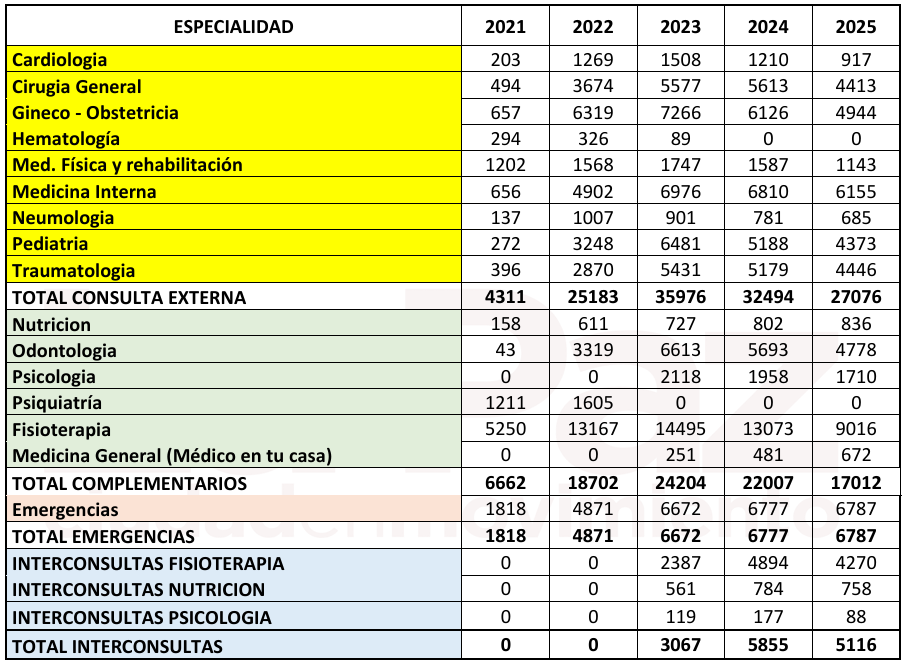 ESPECIALIDAD 2021 2022 2023 2024 2025
Cardiologia 203 1269 1508 1210 917
Cirugia General 494 3674 5577 5613 4413
Gineco - Obstetricia 657 6319 7266 6126 4944
Hematología 294 326 89 0 0
Med. Física y rehabilitación 1202 1568 1747 1587 1143
Medicina Interna 656 4902 6976 6810 6155
Neumologia 137 1007 901 781 685
Pediatria 272 3248 6481 5188 4373
Traumatologia 396 2870 5431 5179 4446
TOTAL CONSULTA EXTERNA 4311 25183 35976 32494 27076
Nutricion 158 611 727 802 836
Odontologia 43 3319 6613 5693 4778
Psicologia 0 0 2118 1958 1710
Psiquiatría 1211 1605 0 0 0
Fisioterapia 5250 13167 14495 13073 9016
Medicina General (Médico en tu casa) 0 0 251 481 672
TOTAL COMPLEMENTARIOS 6662 18702 24204 22007 17012
Emergencias 1818 4871 6672 6777 6787
TOTAL EMERGENCIAS 1818 4871 6672 6777 6787
INTERCONSULTAS FISIOTERAPIA 0 0 2387 4894 4270
INTERCONSULTAS NUTRICION 0 0 561 784 758
INTERCONSULTAS PSICOLOGIA 0 0 119 177 88
TOTAL INTERCONSULTAS 0 0 3067 5855 5116